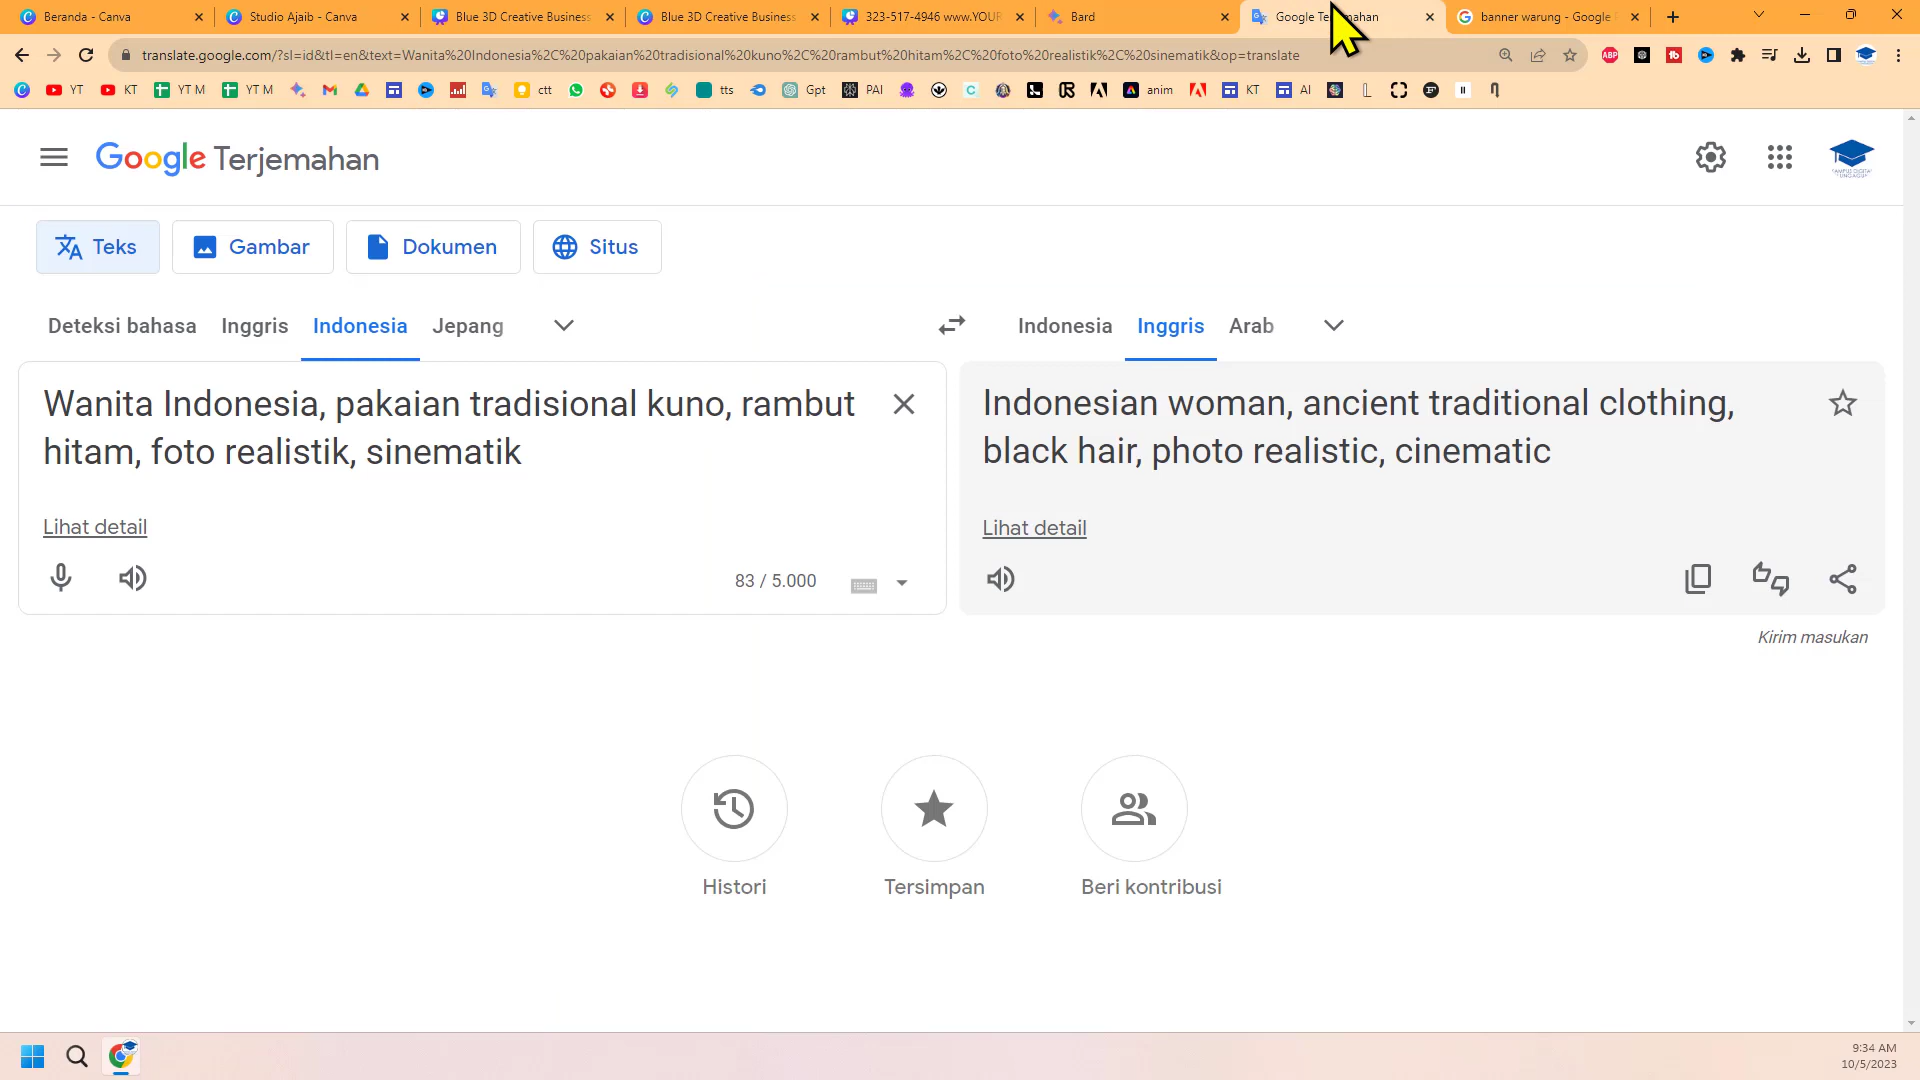 Beranda - Canva
Studio Ajaib - Canva
Blue 3D Creative Business
Blue 3D Creative Business
323-517-4946 www.YOUR
Bard
Google Te
mahan
banner warung - Google
translate.google.com/?sl=id&tl=en&text=Wanita%20Indonesia%2C%20pakaian%20tradisional%20kuno%2C%20rambut%20hitam%2C%20foto%20realistik%2C%20sinematik&op=translate
ABP
YT
KT
YT M
YT M
ctt
tts
Gpt
PAI
anim
KT
AI
Google Terjemahan
Teks
Gambar
Dokumen
Situs
Deteksi bahasa
Inggris
Indonesia
Jepang
Indonesia
Inggris
Arab
Wanita Indonesia, pakaian tradisional kuno, rambut
hitam, foto realistik, sinematik
Lihat detail
83 / 5.000
Indonesian woman, ancient traditional clothing,
black hair, photo realistic, cinematic
Lihat detail
Kirim masukan
Histori
Tersimpan
Beri kontribusi
9:34 AM
10/5/2023